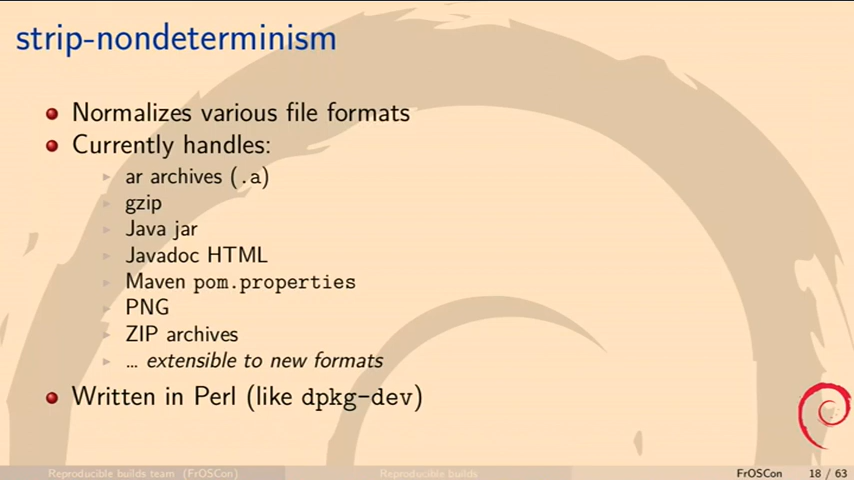 strip-nondeterminism
Normalizes various file formats
Currently handles:
ar archives (.a)
gzip
Java jar
Javadoc HTML
Maven pom.properties
PNG
ZIP archives
… extensible to new formats
Written in Perl (like dpkg-dev)
Reproducible builds team (FrOSCon) Reproducible builds FrOSCon 18 / 63